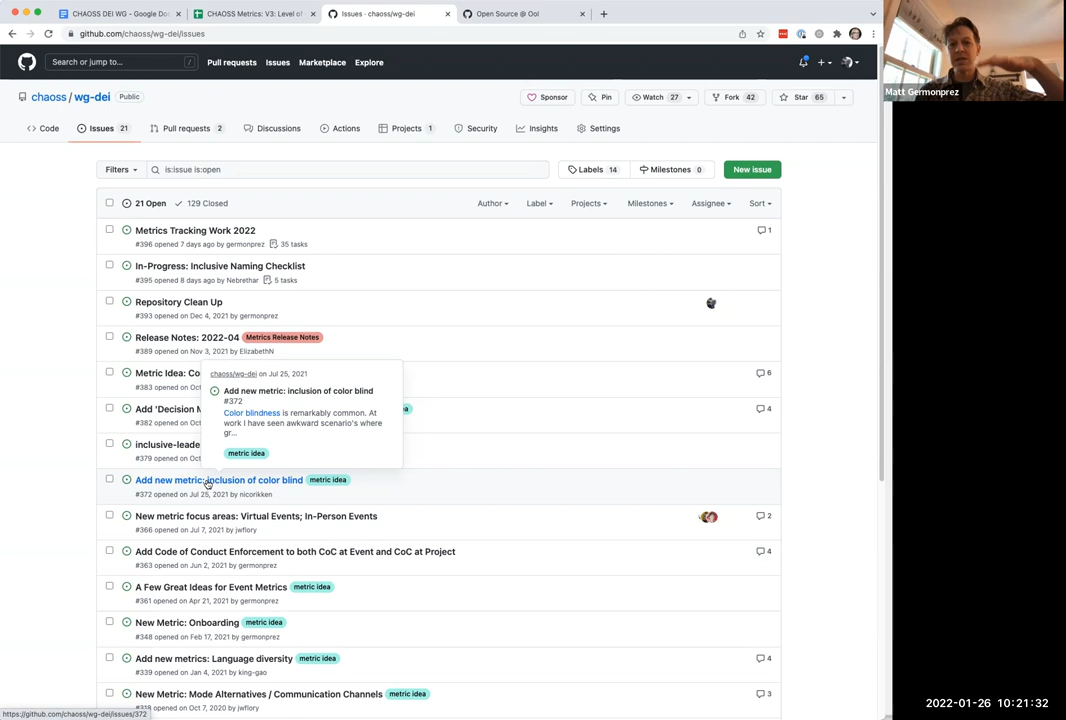 CHAOSS DEI WG - Google Do
CHAOSS Metrics: V3: Level of
Issues · chaoss/wg-dei
Open Source @ Ool
github.com/chaoss/wg-dei/issues
Search or jump to...
/
Pull requests
Issues
Marketplace
Explore
Matt Germonprez
chaoss / wg-dei
Public
Sponsor
Pin
Watch 27
Fork 42
Star 65
Code
Issues 21
Pull requests 2
Discussions
Actions
Projects 1
Security
Insights
Settings
Filters
is:issue is:open
Labels 14
Milestones 0
New issue
21 Open
129 Closed
Author
Label
Projects
Milestones
Assignee
Sort
Metrics Tracking Work 2022
1
#396 opened 7 days ago by germonprez 35 tasks
In-Progress: Inclusive Naming Checklist
#395 opened 8 days ago by Nebrethar 5 tasks
Repository Clean Up
#393 opened on Dec 4, 2021 by germonprez
Release Notes: 2022-04 Metrics Release Notes
#389 opened on Nov 3, 2021 by ElizabethN
Metric Idea: Co
6
#383 opened on Oct
Add 'Decision M
4
#382 opened on Oct
inclusive-leade
#379 opened on Oct
chaoss/wg-dei on Jul 25, 2021
Add new metric: inclusion of color blind
#372
Color blindness is remarkably common. At
work I have seen awkward scenario's where
gr...
metric idea
Add new metric: inclusion of color blind metric idea
#372 opened on Jul 25, 2021 by nicorikken
New metric focus areas: Virtual Events; In-Person Events
2
#366 opened on Jul 7, 2021 by jwflory
Add Code of Conduct Enforcement to both CoC at Event and CoC at Project
4
#363 opened on Jun 2, 2021 by germonprez
A Few Great Ideas for Event Metrics metric idea
#361 opened on Apr 21, 2021 by germonprez
New Metric: Onboarding metric idea
#348 opened on Feb 17, 2021 by germonprez
Add new metrics: Language diversity metric idea
4
#339 opened on Jan 4, 2021 by king-gao
New Metric: Mode Alternatives / Communication Channels metric idea
3
opened on Oct 7, 2020 by jwflory
https://github.com/chaoss/wg-dei/issues/372
2022-01-26 10:21:32